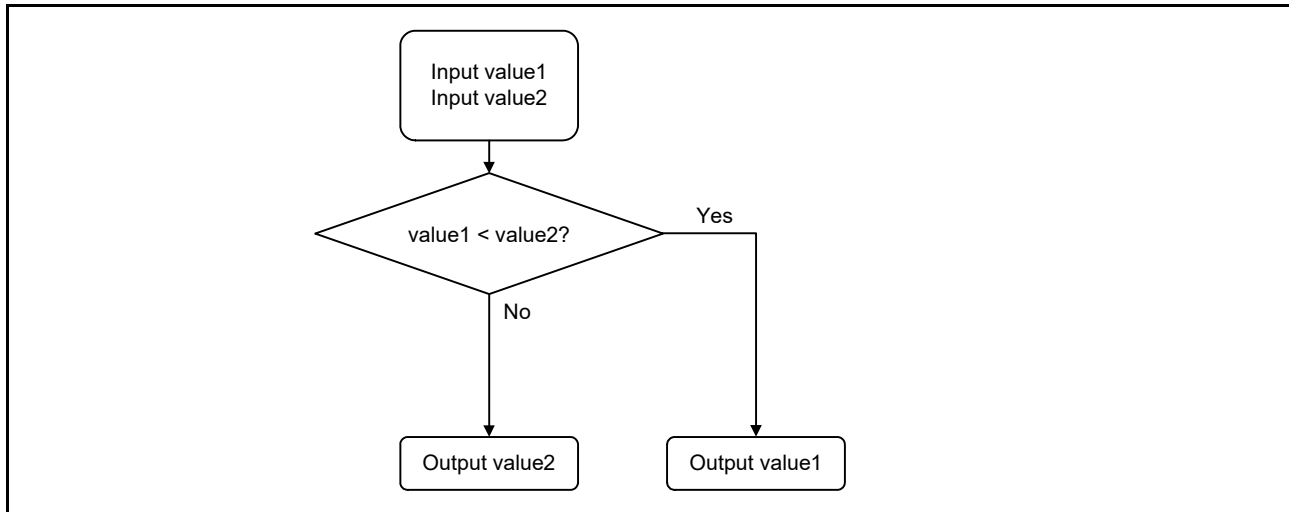 Input value1
Input value2
value1 < value2?
Yes
No
Output value2
Output value1